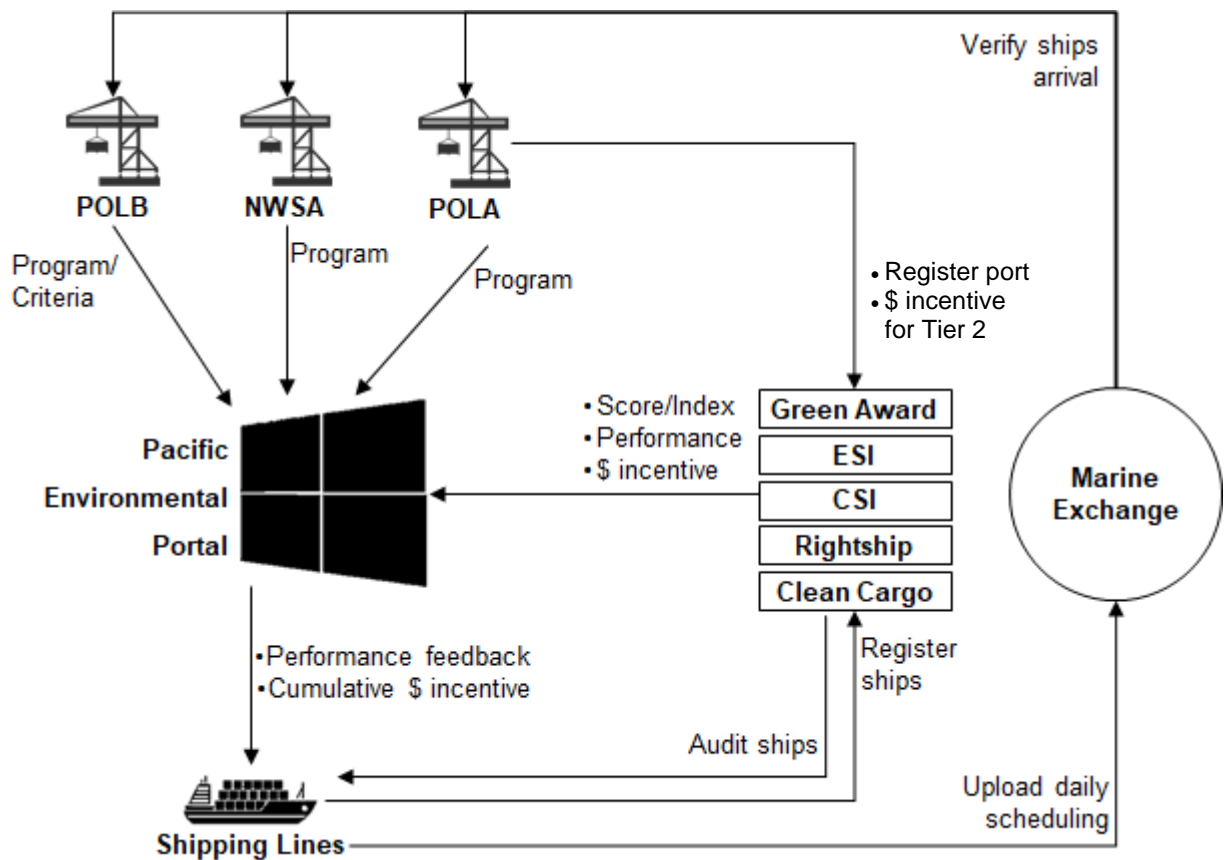 Verify ships
arrival
POLB
NWSA
POLA
Program/
Criteria
Program
Program
• Register port
• $ incentive
for Tier 2
• Score/Index
• Performance
• $ incentive
Green Award
ESI
CSI
Rightship
Clean Cargo
Marine
Exchange
Pacific
Environmental
Portal
•Performance feedback
•Cumulative $ incentive
Register
ships
Audit ships
Upload daily
scheduling
Shipping Lines